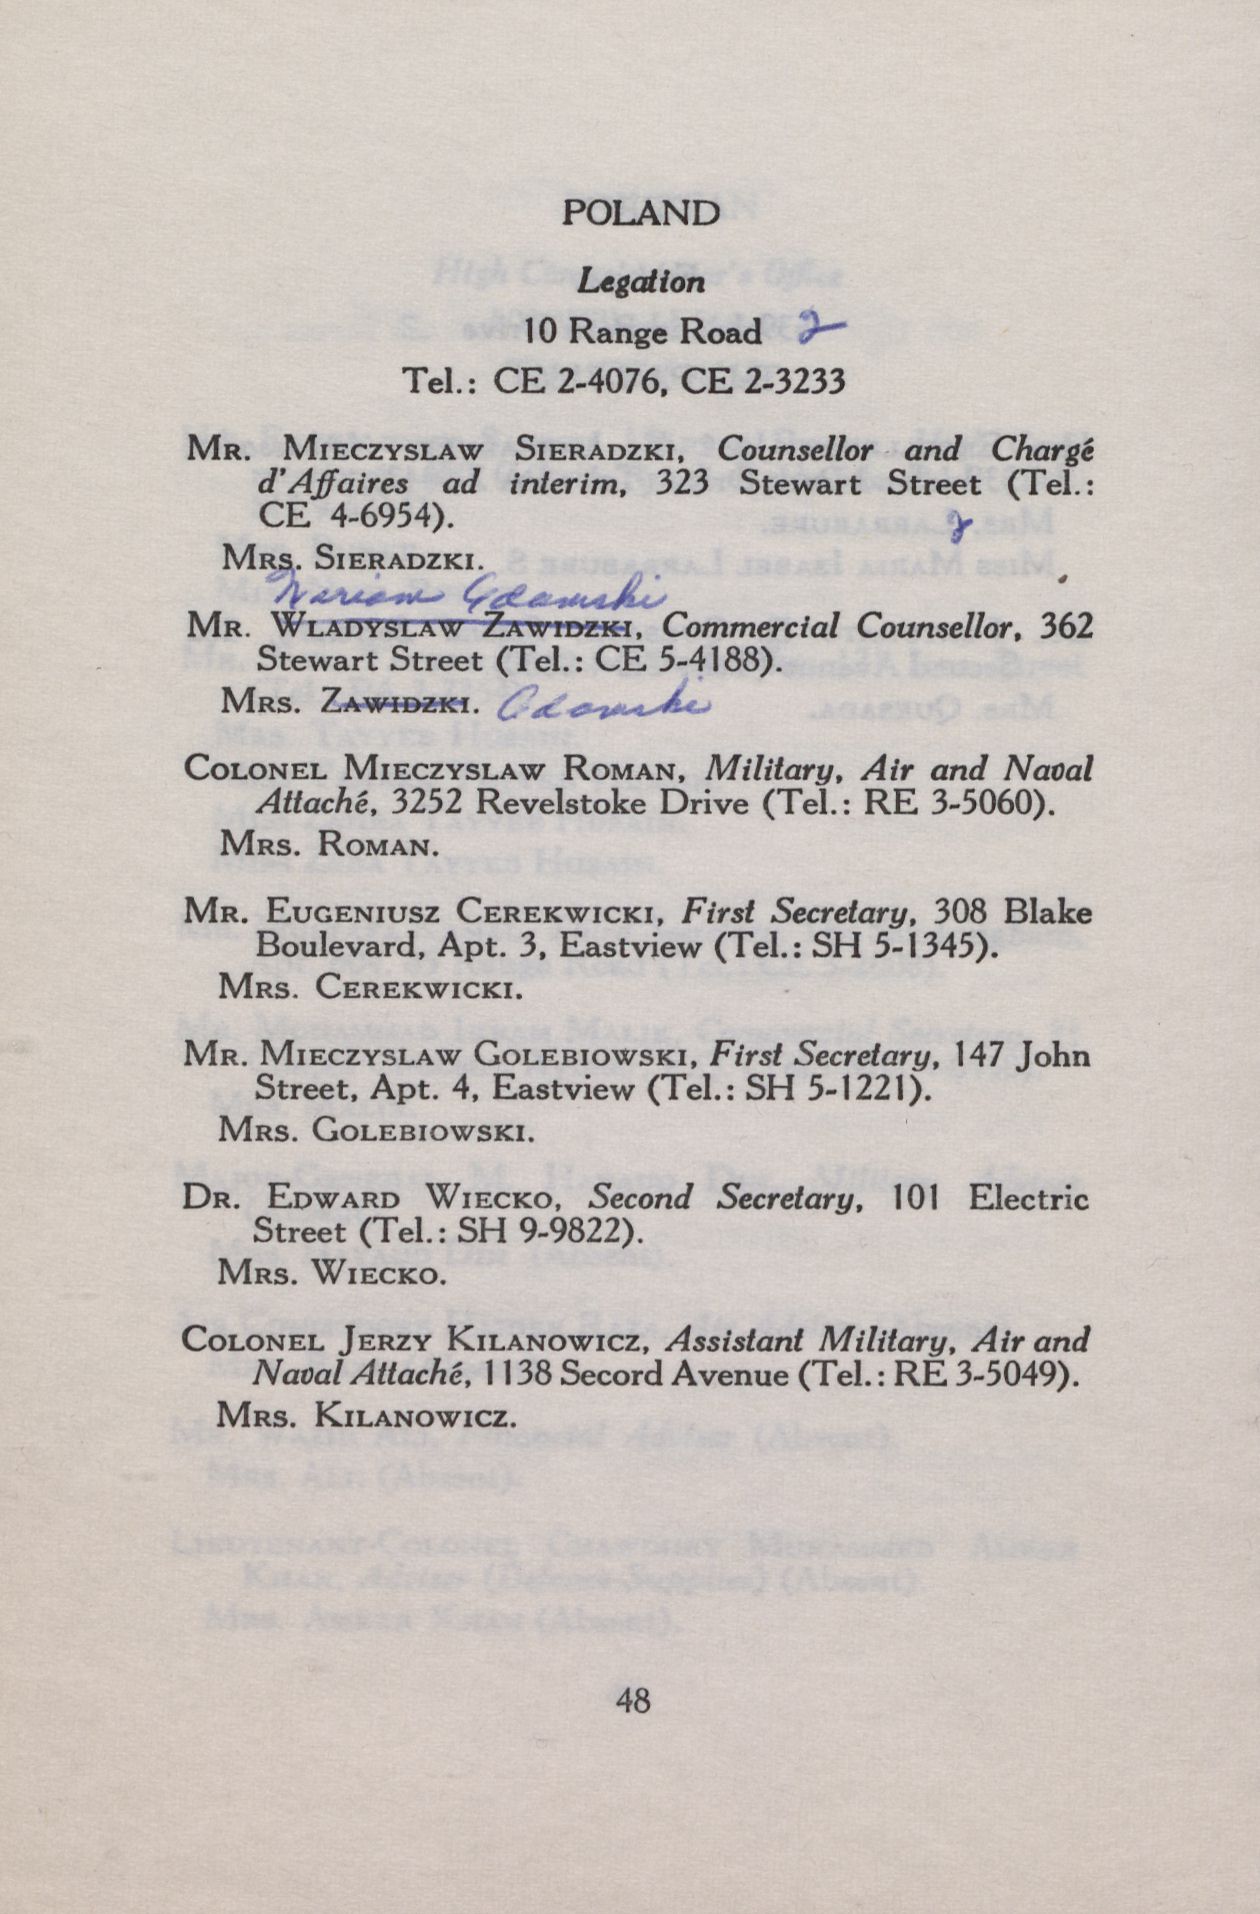 POLAND
Legation
10 Range Road 2
Tel.: CE 2-4076, CE 2-3233
MR. MIECZYSLAW SIERADZKI, Counsellor and Chargé
d'Affaires ad interim, 323 Stewart Street (Tel.:
CE 4-6954). 2
MRS. SIERADZKI.
Marian Adamski
MR. WLADYSLAW ZAWIDZKI, Commercial Counsellor, 362
Stewart Street (Tel.: CE 5-4188).
MRS. ZAWIDZKI. Adamski
COLONEL MIECZYSLAW ROMAN, Military, Air and Naval
Attaché, 3252 Revelstoke Drive (Tel.: RE 3-5060).
MRS. ROMAN.
MR. EUGENIUSZ CEREKWICKI, First Secretary, 308 Blake
Boulevard, Apt. 3, Eastview (Tel.: SH 5-1345).
MRS. CEREKWICKI.
MR. MIECZYSLAW GOLEBIOWSKI, First Secretary, 147 John
Street, Apt. 4, Eastview (Tel.: SH 5-1221).
MRS. GOLEBIOWSKI.
DR. EDWARD WIECKO, Second Secretary, 101 Electric
Street (Tel.: SH 9-9822).
MRS. WIECKO.
COLONEL JERZY KILANOWICZ, Assistant Military, Air and
Naval Attaché, 1138 Secord Avenue (Tel.: RE 3-5049).
MRS. KILANOWICZ.
48